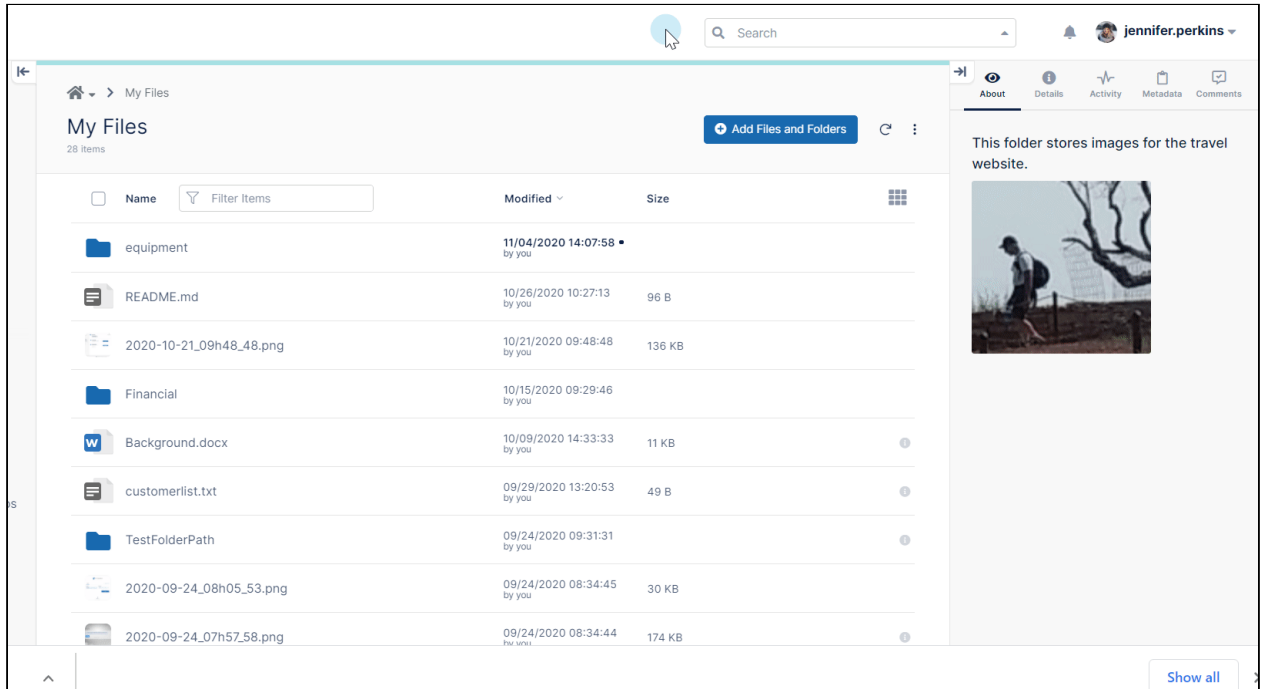 Search
jennifer.perkins
My Files
My Files
28 items
Add Files and Folders
About
Details
Activity
Metadata
Comments
This folder stores images for the travel
website.
Name
Filter Items
Modified
Size
equipment
11/04/2020 14:07:58
by you
README.md
10/26/2020 10:27:13
by you
96 B
2020-10-21_09h48_48.png
10/21/2020 09:48:48
by you
136 KB
Financial
10/15/2020 09:29:46
by you
W
Background.docx
10/09/2020 14:33:33
by you
11 KB
customerlist.txt
09/29/2020 13:20:53
by you
49 B
TestFolderPath
09/24/2020 09:31:31
by you
2020-09-24_08h05_53.png
09/24/2020 08:34:45
by you
30 KB
2020-09-24_07h57_58.png
09/24/2020 08:34:44
by you
174 KB
Show all